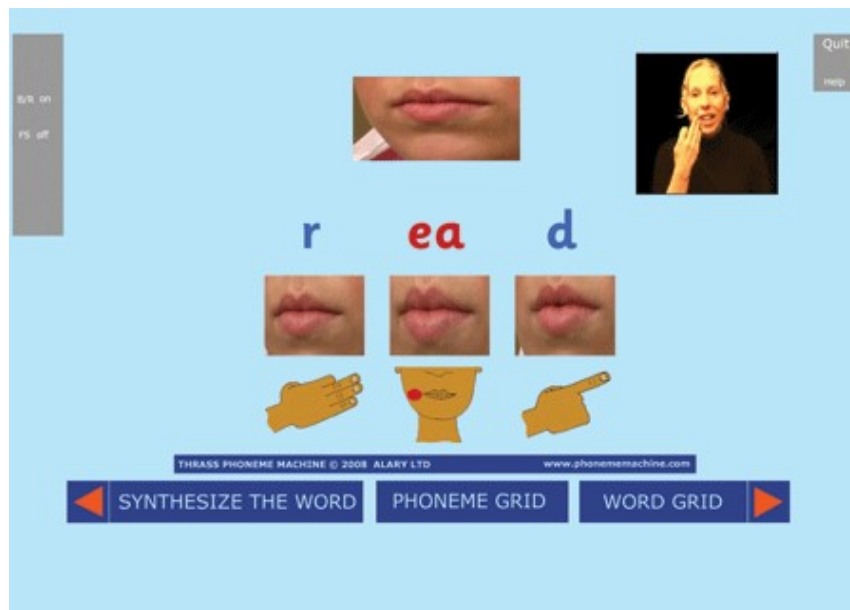 Quit
Help
B/R on
FS off
r ea d
THRASS PHONEME MACHINE © 2008 ALARY LTD www.phonememachine.com
SYNTHESIZE THE WORD PHONEME GRID WORD GRID